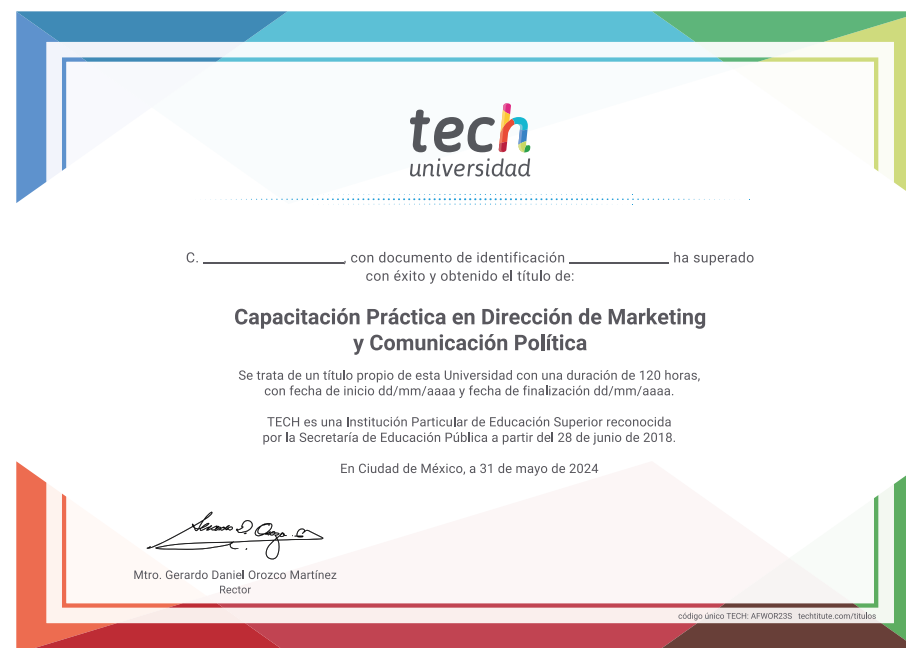 tech
universidad
C. ____________________, con documento de identificación ______________ ha superado
con éxito y obtenido el título de:
Capacitación Práctica en Dirección de Marketing
y Comunicación Política
Se trata de un título propio de esta Universidad con una duración de 120 horas,
con fecha de inicio dd/mm/aaaa y fecha de finalización dd/mm/aaaa.
TECH es una Institución Particular de Educación Superior reconocida
por la Secretaría de Educación Pública a partir del 28 de junio de 2018.
En Ciudad de México, a 31 de mayo de 2024
Mtro. Gerardo Daniel Orozco Martínez
Rector
código único TECH: AFWOR23S techtitute.com/titulos